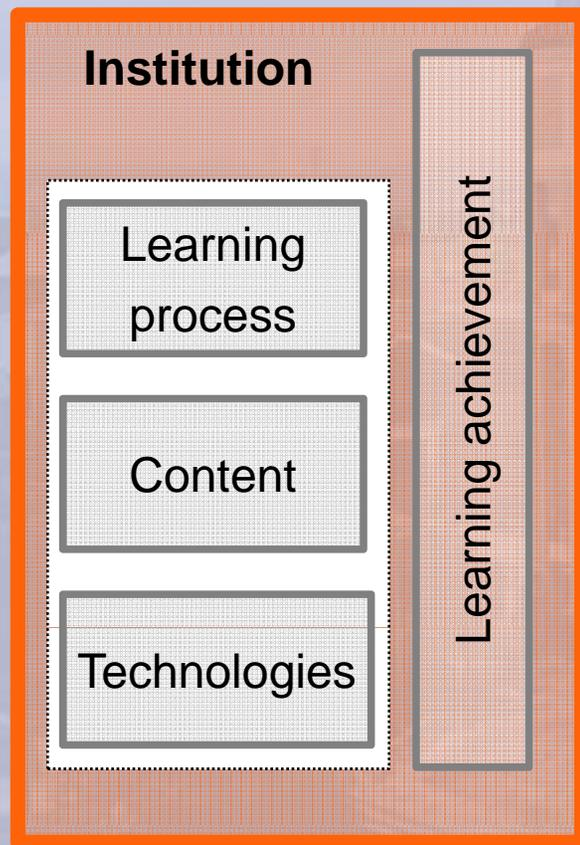 Institution
Learning
process
Content
Technologies
Learning achievement